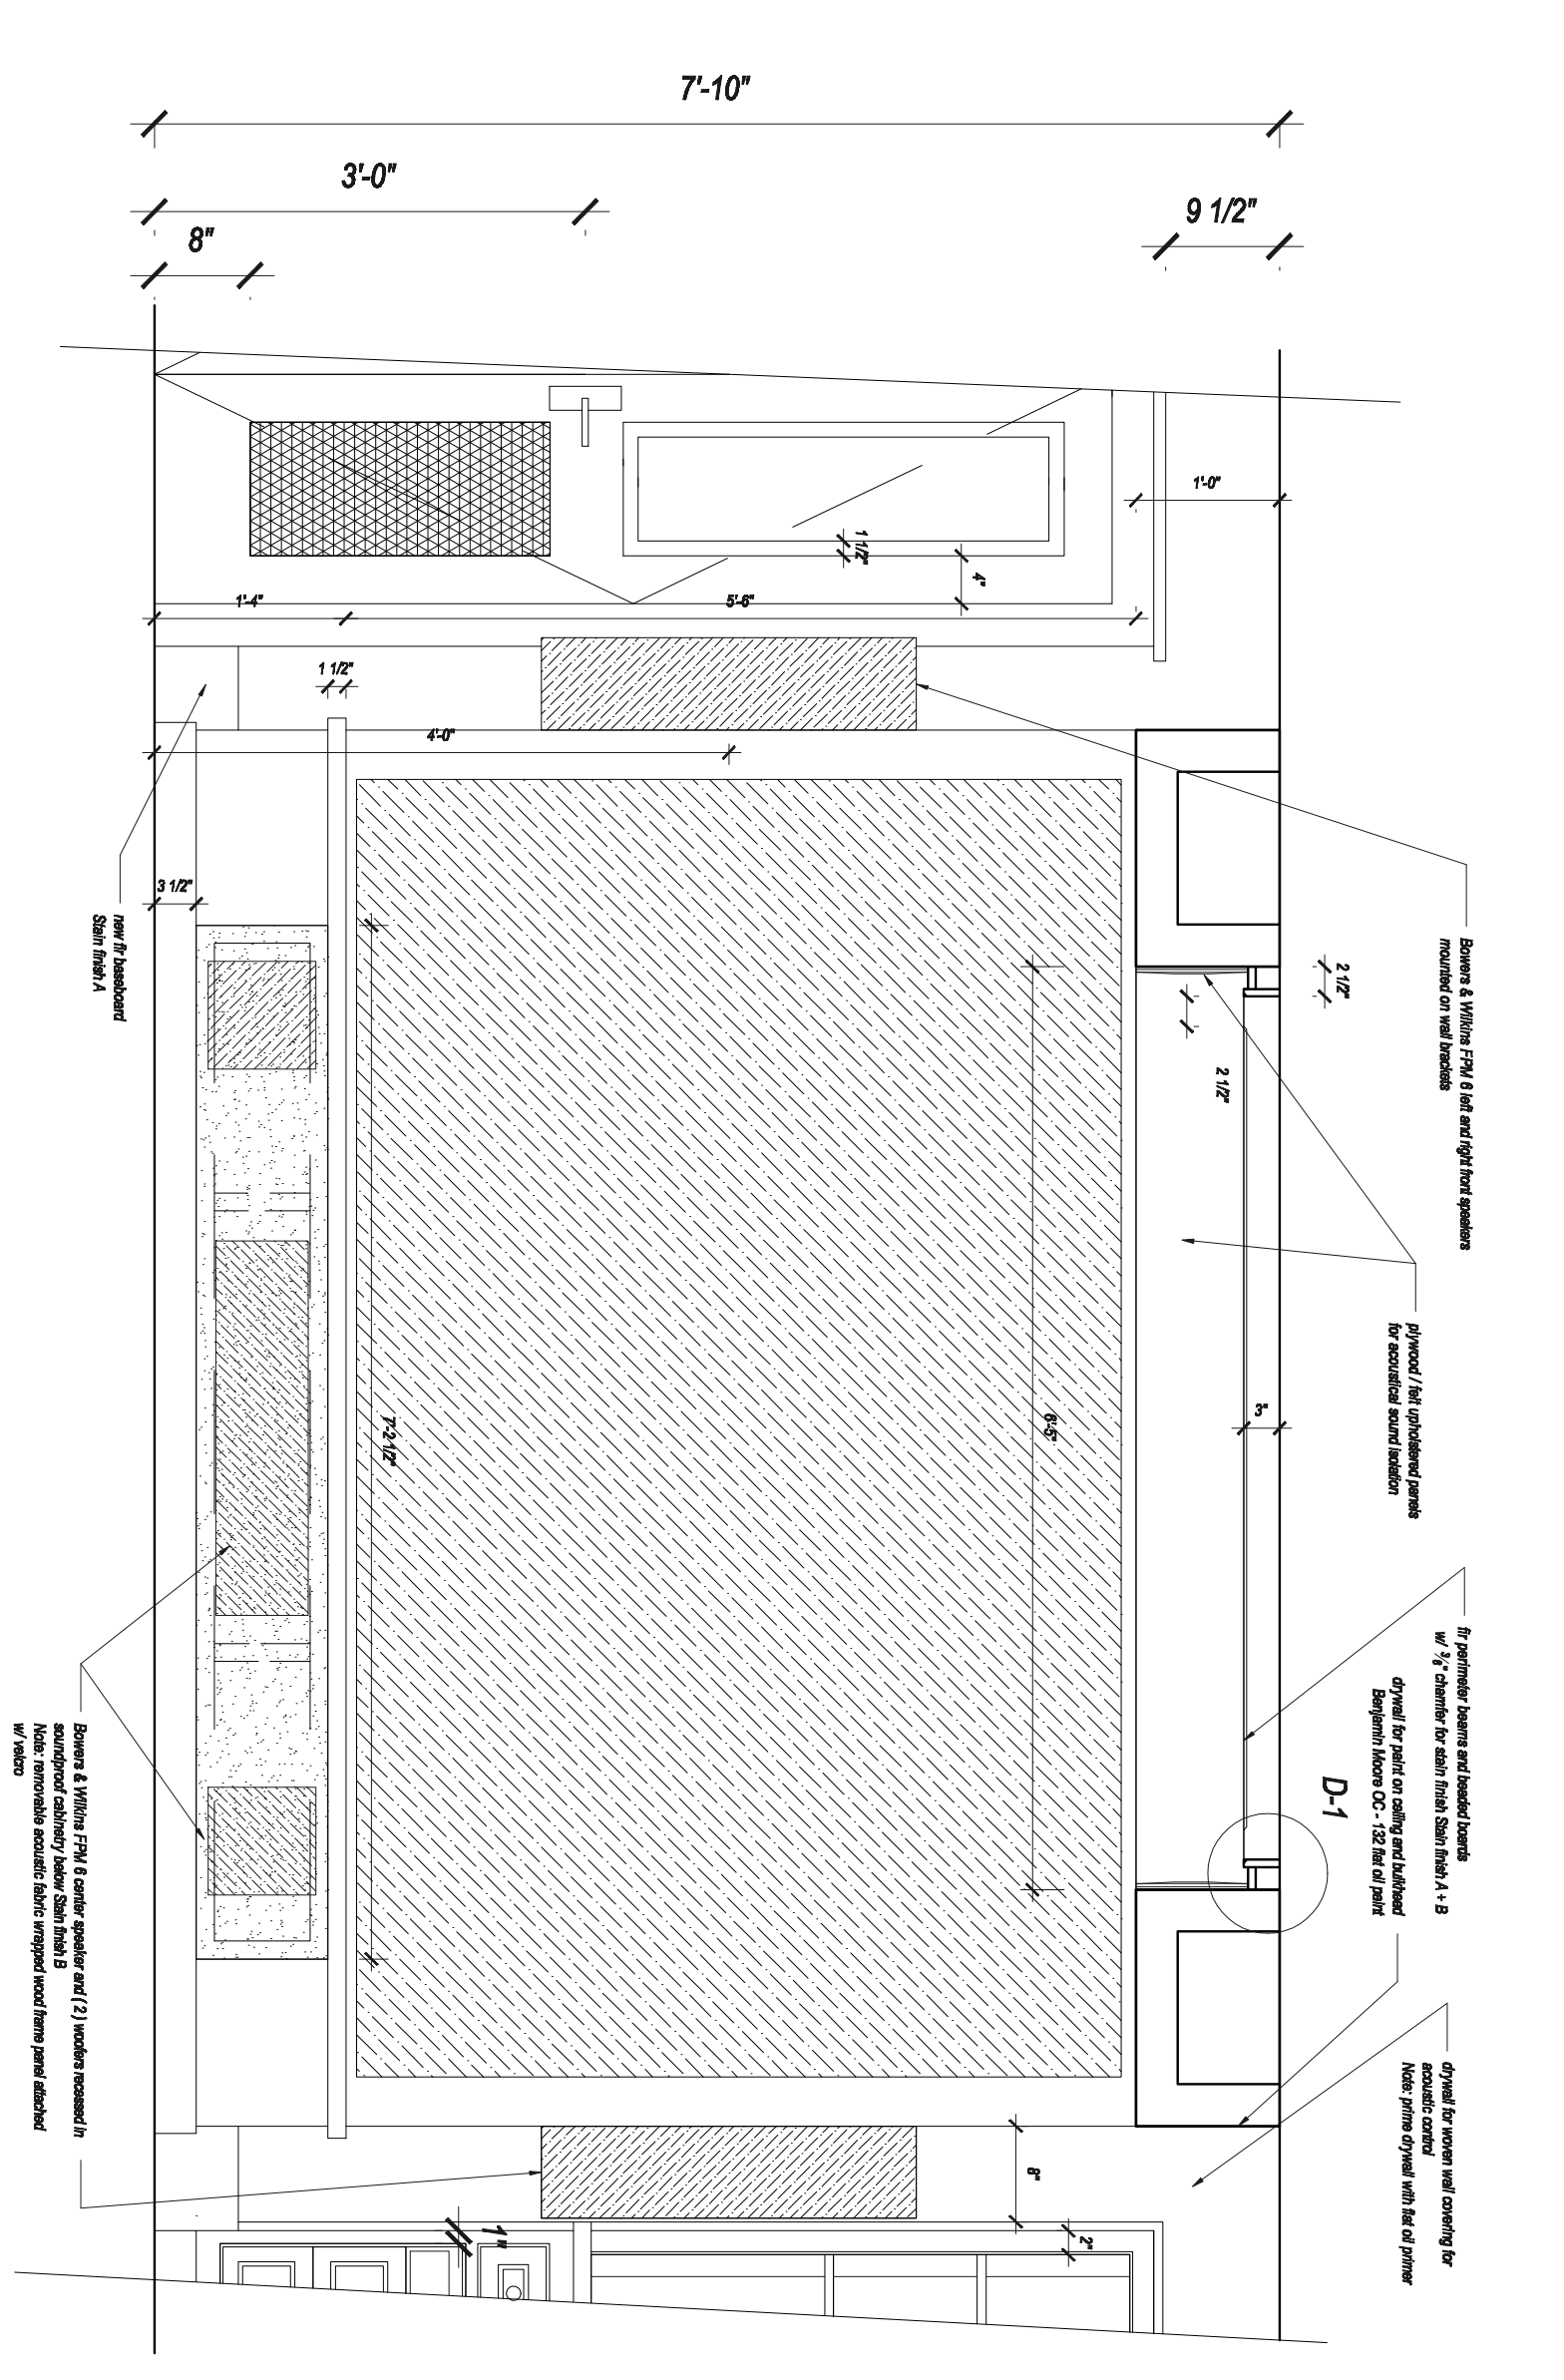 7'-10"
3'-0"
9 1/2"
8"
1'-0"
1 1/2"
4"
1'-4"
5'-6"
1 1/2"
4'-0"
3 1/2"
new fir baseboard
Stain finish A
2 1/2"
2 1/2"
Bowers & Wilkins FPM 6 left and right front speakers
mounted on wall brackets
plywood / felt upholstered panels
for acoustical sound isolation
3"
7'-2 1/2"
6'-5"
fir perimeter beams and beaded boards
w/ 3/8" chamfer for stain finish Stain finish A + B
drywall for paint on ceiling and bulkhead
Benjamin Moore OC - 132 flat oil paint
D-1
Bowers & Wilkins FPM 6 center speaker and ( 2 ) woofers recessed in
soundproof cabinetry below Stain finish B
Note: removable acoustic fabric wrapped wood frame panel attached
w/ velcro
drywall for woven wall covering for
acoustic control
Note: prime drywall with flat oil primer
8"
2"
1"